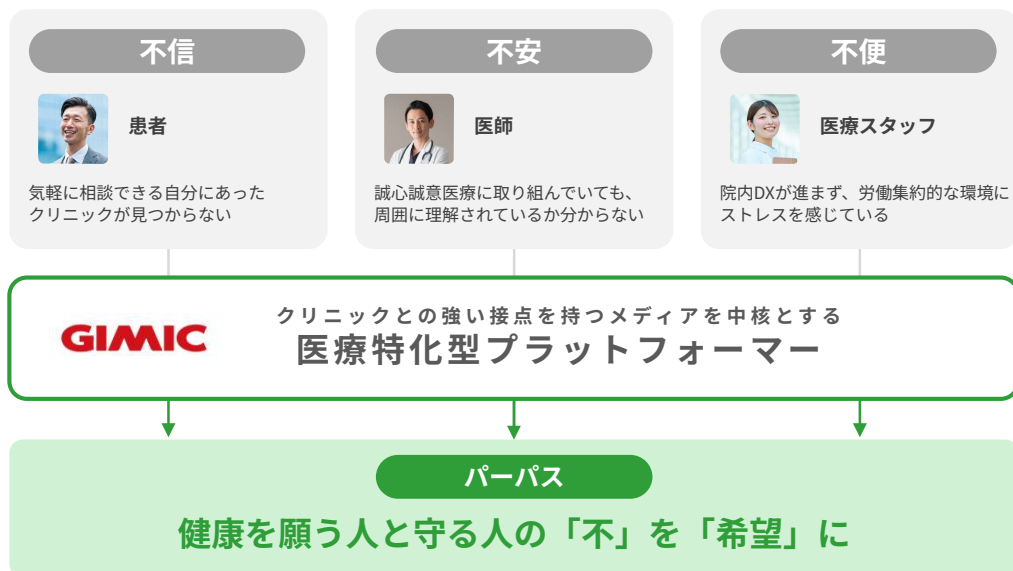 不信
患者
気軽に相談できる自分にあった
クリニックが見つからない
不安
医師
誠心誠意医療に取り組んでいても、
周囲に理解されているか分からない
不便
医療スタッフ
院内DXが進まず、労働集約的な環境に
ストレスを感じている
GIMIC
クリニックとの強い接点を持つメディアを中核とする
医療特化型プラットフォーマー
パーパス
健康を願う人と守る人の「不」を「希望」に